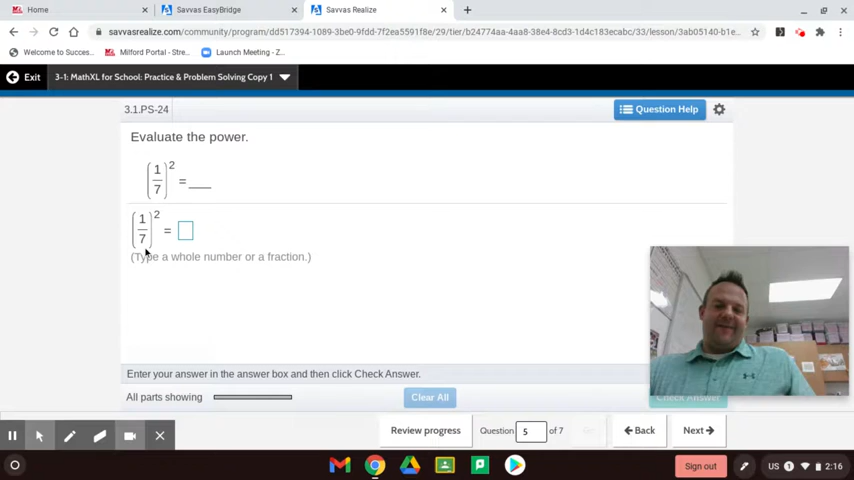 Home
Savvas EasyBridge
Savvas Realize
savvasrealize.com/community/program/dd517394-1089-3be0-9fdd-7f2ea5591f8e/29/tier/b24774aa-4aa8-38e4-8cd3-1d4c183ecabc/33/lesson/3ab05140-b1e...
Welcome to Succes...
Milford Portal - Stre...
Launch Meeting - Z...
Exit
3-1: MathXL for School: Practice & Problem Solving Copy 1
3.1.PS-24
Question Help
Evaluate the power.
(1/7)² = ___
(1/7)² =
(Type a whole number or a fraction.)
Enter your answer in the answer box and then click Check Answer.
All parts showing
Clear All
Check Answer
Review progress
Question 5 of 7
Back
Next
Sign out
US
1
2:16